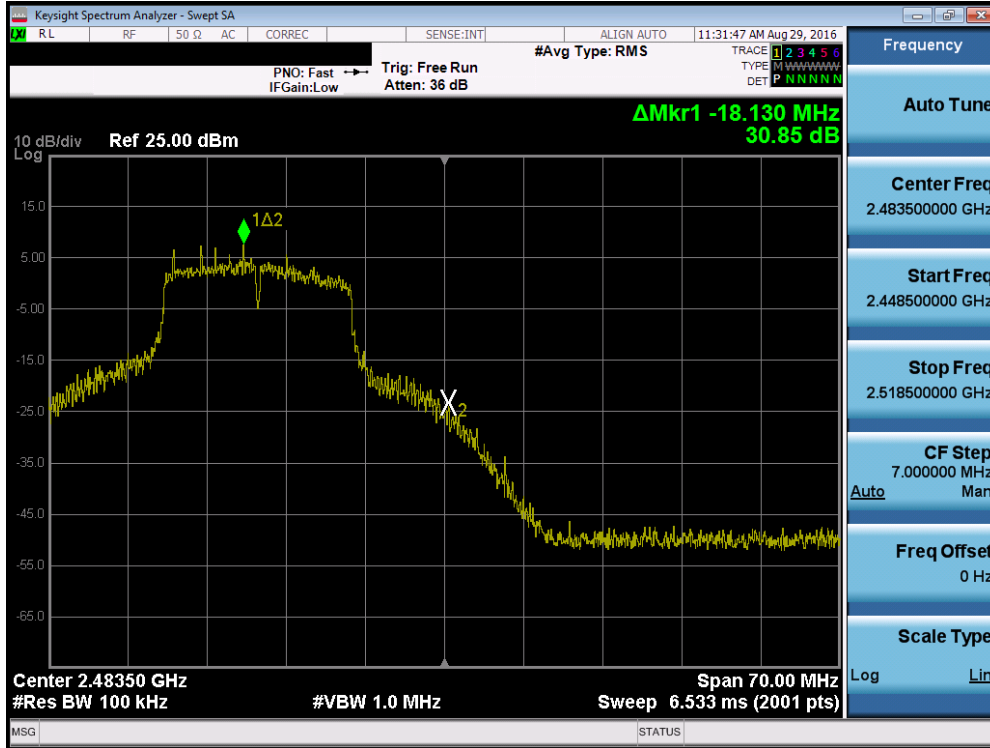 Keysight Spectrum Analyzer - Swept SA
LXI RL RF 50 Ω AC CORREC SENSE:INT ALIGN AUTO 11:31:47 AM Aug 29, 2016
PNO: Fast
IFGain:Low
Trig: Free Run
Atten: 36 dB
#Avg Type: RMS
TRACE 1 2 3 4 5 6
TYPE M WWWWW
DET P N N N N N
ΔMkr1 -18.130 MHz
30.85 dB
10 dB/div Ref 25.00 dBm
Log
15.0
5.00
-5.00
-15.0
-25.0
-35.0
-45.0
-55.0
-65.0
1Δ2
X2
Center 2.48350 GHz Span 70.00 MHz
#Res BW 100 kHz #VBW 1.0 MHz Sweep 6.533 ms (2001 pts)
MSG STATUS
Frequency
Auto Tune
Center Freq
2.483500000 GHz
Start Freq
2.448500000 GHz
Stop Freq
2.518500000 GHz
CF Step
7.000000 MHz
Auto Man
Freq Offset
0 Hz
Scale Type
Log Lin